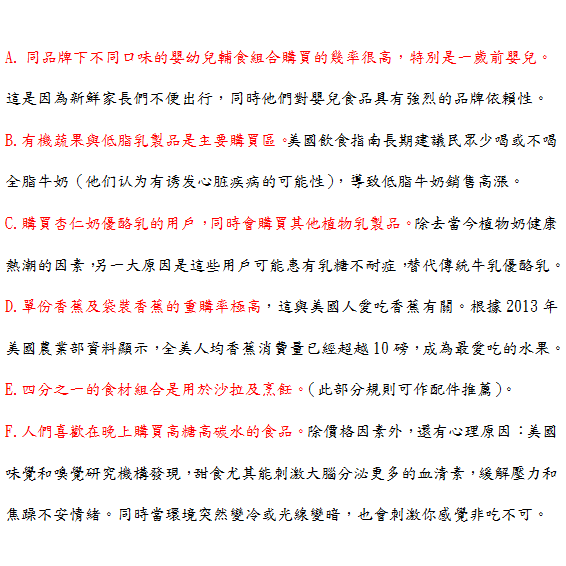 A. 同品牌下不同口味的嬰幼兒輔食組合購買的幾率很高，特別是一歲前嬰兒。
這是因為新鮮家長們不便出行，同時他們對嬰兒食品具有強烈的品牌依賴性。
B.有機蔬果與低脂乳製品是主要購買區。美國飲食指南長期建議民眾少喝或不喝
全脂牛奶（他们认为有诱发心脏疾病的可能性），導致低脂牛奶銷售高漲。
C.購買杏仁奶優酪乳的用戶，同時會購買其他植物乳製品。除去當今植物奶健康
熱潮的因素，另一大原因是這些用戶可能患有乳糖不耐症，替代傳統牛乳優酪乳。
D.單份香蕉及袋裝香蕉的重購率極高，這與美國人愛吃香蕉有關。根據 2013 年
美國農業部資料顯示，全美人均香蕉消費量已經超越 10 磅，成為最愛吃的水果。
E.四分之一的食材組合是用於沙拉及烹飪。（此部分規則可作配件推薦）。
F.人們喜歡在晚上購買高糖高碳水的食品。除價格因素外，還有心理原因：美國
味覺和嗅覺研究機構發現，甜食尤其能刺激大腦分泌更多的血清素，緩解壓力和
焦躁不安情緒。同時當環境突然變冷或光線變暗，也會刺激你感覺非吃不可。